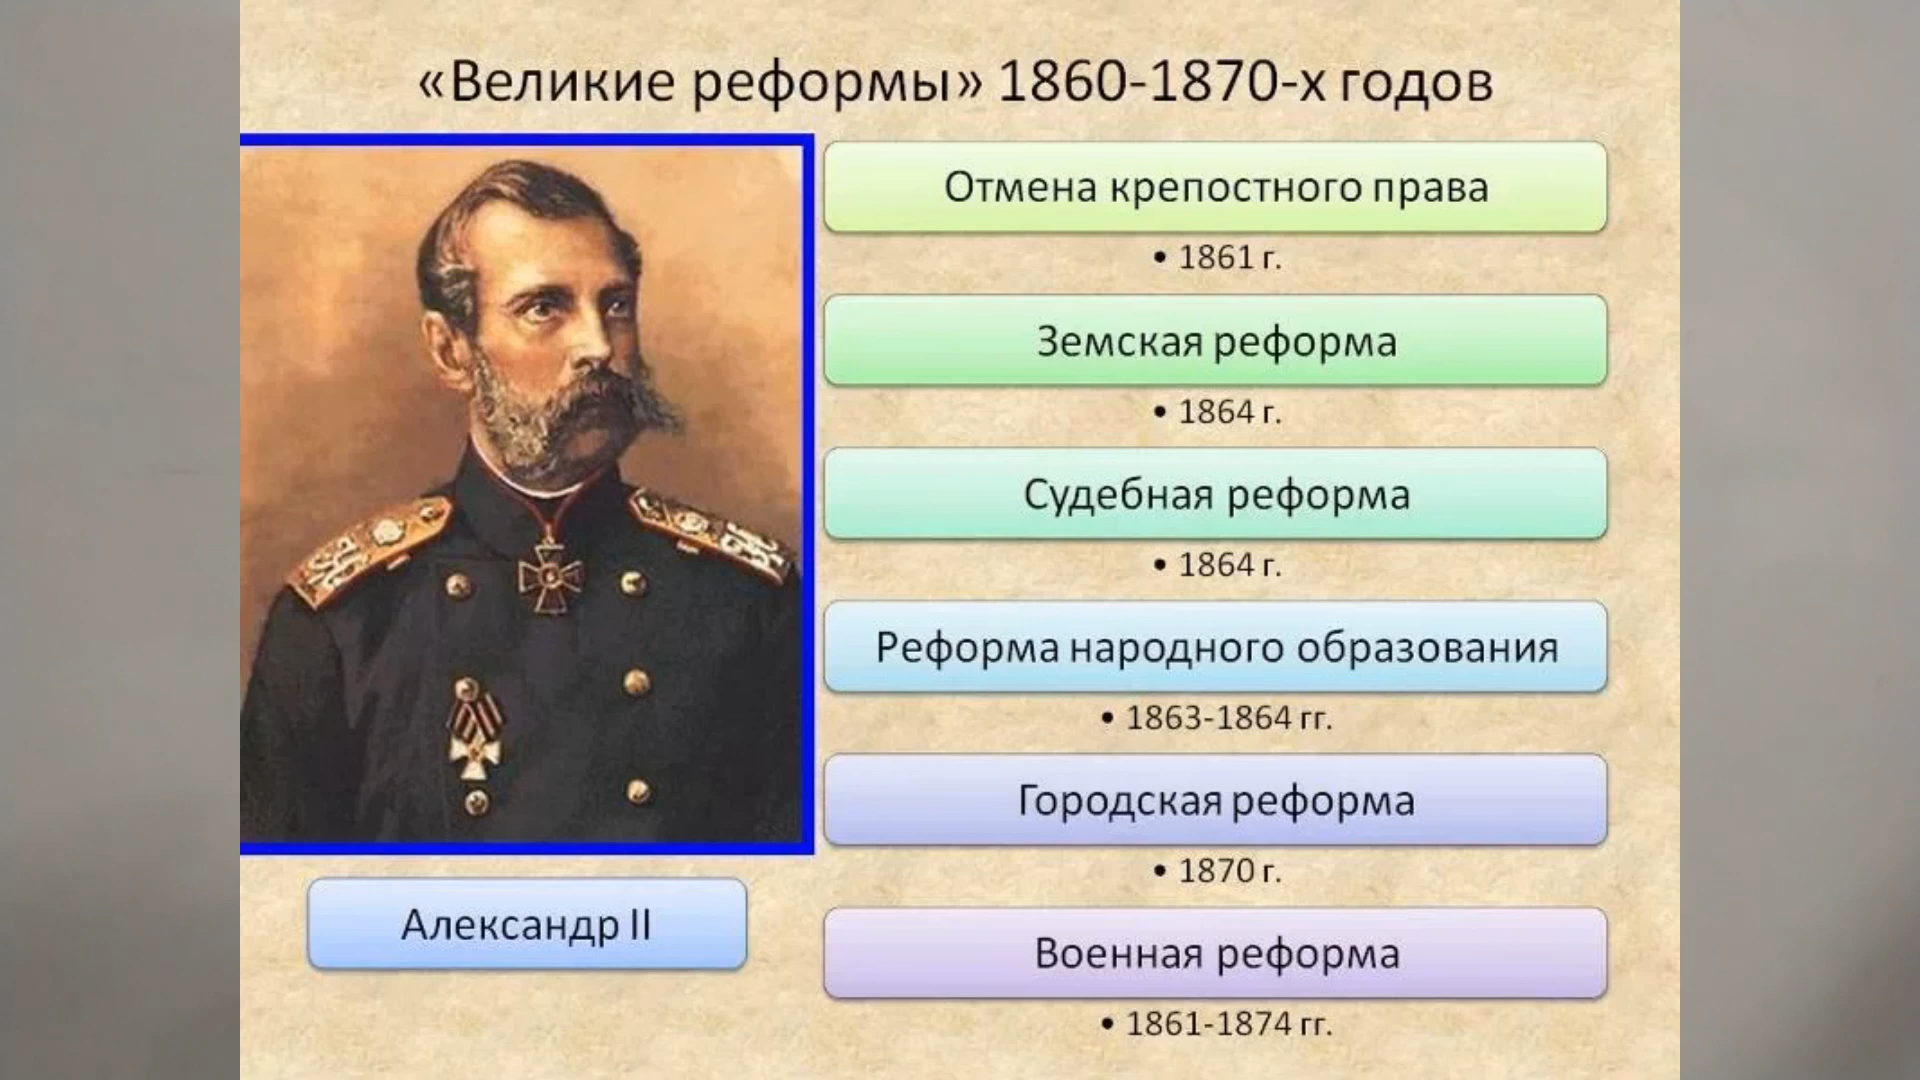 «Великие реформы» 1860-1870-х годов
Отмена крепостного права
• 1861 г.
Земская реформа
• 1864 г.
Судебная реформа
• 1864 г.
Реформа народного образования
• 1863-1864 гг.
Городская реформа
• 1870 г.
Военная реформа
• 1861-1874 гг.
Александр II